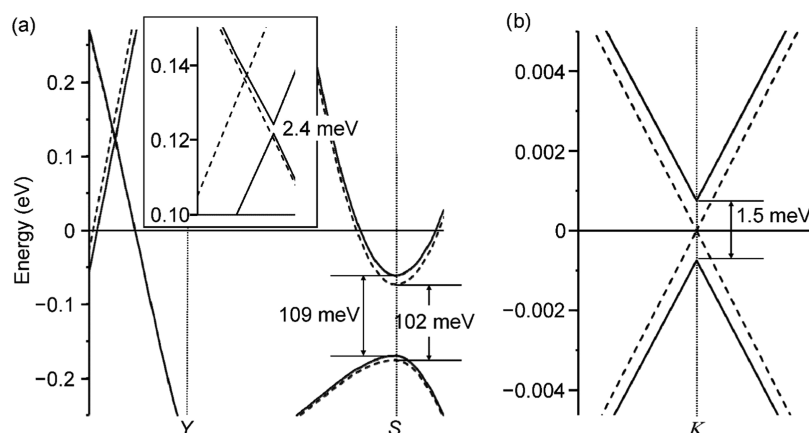 (a)
Energy (eV)
0.2
0.1
0
−0.1
−0.2
0.14
0.12
0.10
2.4 meV
109 meV
102 meV
Y
S
(b)
0.004
0.002
0
−0.002
−0.004
1.5 meV
K